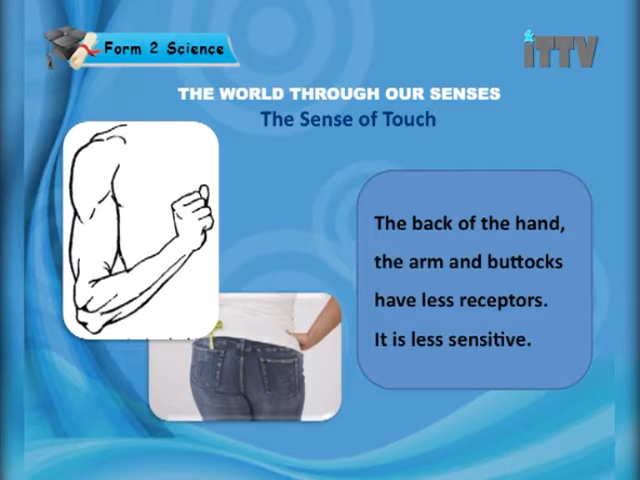 Form 2 Science
iTTV
THE WORLD THROUGH OUR SENSES
The Sense of Touch
The back of the hand,
the arm and buttocks
have less receptors.
It is less sensitive.